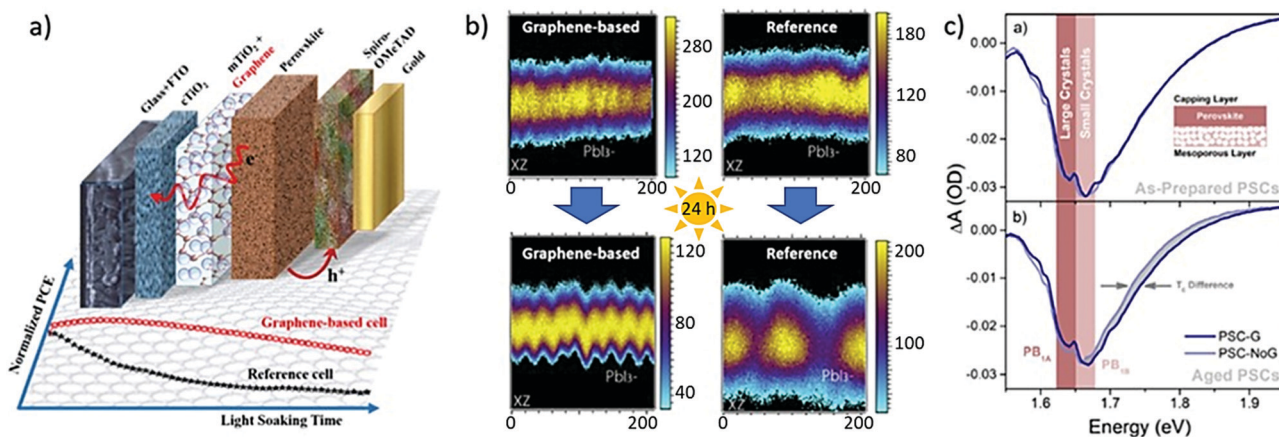 a)
Glass+FTO
cTiO2
mTiO2 +
Graphene
Perovskite
Spiro-
OMeTAD
Gold
e-
h+
Normalized PCE
Graphene-based cell
Reference cell
Light Soaking Time
b)
Graphene-based
PbI3-
XZ
0
200
280
200
120
Reference
PbI3-
XZ
0
200
180
120
60
24 h
Graphene-based
PbI3-
XZ
0
200
120
80
40
Reference
PbI3-
XZ
0
200
200
100
c)
a)
0.00
-0.01
-0.02
-0.03
Large Crystals
Small Crystals
Capping Layer
Perovskite
Mesoporous Layer
As-Prepared PSCs
ΔA (OD)
b)
0.00
-0.01
-0.02
-0.03
Difference
PB1A
PB1B
PSC-G
PSC-NoG
Aged PSCs
1.6
1.7
1.8
1.9
Energy (eV)